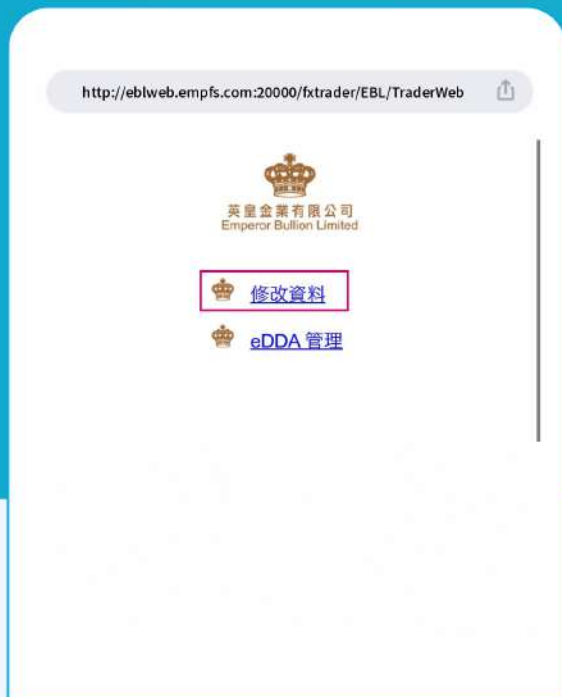 http://eblweb.empfs.com:20000/fxtrader/EBL/TraderWeb
英皇金業有限公司
Emperor Bullion Limited
修改資料
eDDA 管理